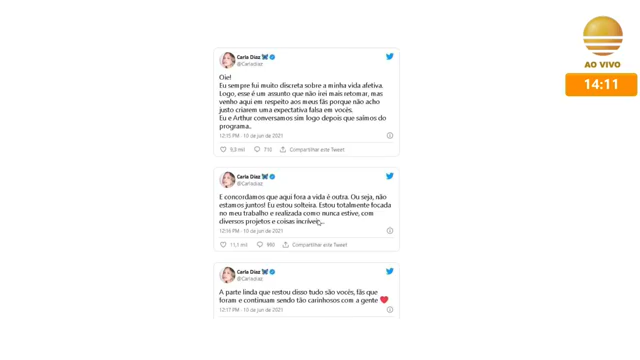 AO VIVO
14:11
Carla Diaz
@Carladiaz
Oie!
Eu sempre fui muito discreta sobre a minha vida afetiva.
Logo, esse é um assunto que não irei mais retomar, mas
venho aqui em respeito aos meus fãs porque não acho
justo criarem uma expectativa falsa em vocês.
Eu e Arthur conversamos sim logo depois que saímos do
programa..
12:15 PM · 10 de jun de 2021
9,3 mil
710
Compartilhar este Tweet
Carla Diaz
@Carladiaz
E concordamos que aqui fora a vida é outra. Ou seja, não
estamos juntos! Eu estou solteira. Estou totalmente focada
no meu trabalho e realizada como nunca estive, com
diversos projetos e coisas incríveis..
12:16 PM · 10 de jun de 2021
11,1 mil
Compartilhar este Tweet
Carla Diaz
@Carladiaz
A parte linda que restou disso tudo são vocês, fãs que
foram e continuam sendo tão carinhosos com a gente ❤️
12:17 PM · 10 de jun de 2021